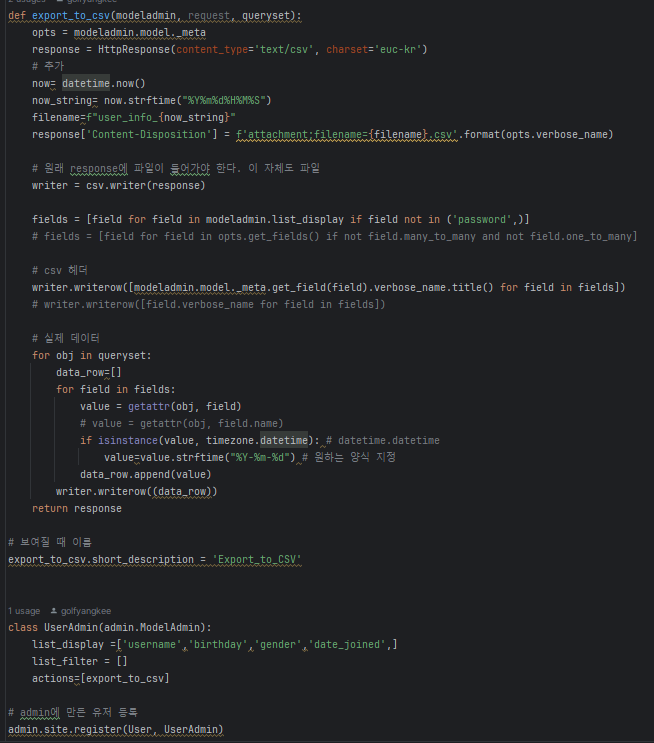 def export_to_csv(modeladmin, request, queryset):
    opts = modeladmin.model._meta
    response = HttpResponse(content_type='text/csv', charset='euc-kr')
    # 추가
    now= datetime.now()
    now_string= now.strftime("%Y%m%d%H%M%S")
    filename=f"user_info_{now_string}"
    response['Content-Disposition'] = f'attachment;filename={filename}.csv'.format(opts.verbose_name)
    # 원래 response에 파일이 들어가야 한다. 이 자체도 파일
    writer = csv.writer(response)
    fields = [field for field in modeladmin.list_display if field not in ('password',)]
    # fields = [field for field in opts.get_fields() if not field.many_to_many and not field.one_to_many]
    # csv 헤더
    writer.writerow([modeladmin.model._meta.get_field(field).verbose_name.title() for field in fields])
    # writer.writerow([field.verbose_name for field in fields])
    # 실제 데이터
    for obj in queryset:
        data_row=[]
        for field in fields:
            value = getattr(obj, field)
            # value = getattr(obj, field.name)
            if isinstance(value, timezone.datetime): # datetime.datetime
                value=value.strftime("%Y-%m-%d") # 원하는 양식 지정
            data_row.append(value)
        writer.writerow((data_row))
    return response
# 보여질 때 이름
export_to_csv.short_description = 'Export_to_CSV'
1 usage golfyangkee
class UserAdmin(admin.ModelAdmin):
    list_display =['username','birthday','gender','date_joined',]
    list_filter = []
    actions=[export_to_csv]
# admin에 만든 유저 등록
admin.site.register(User, UserAdmin)